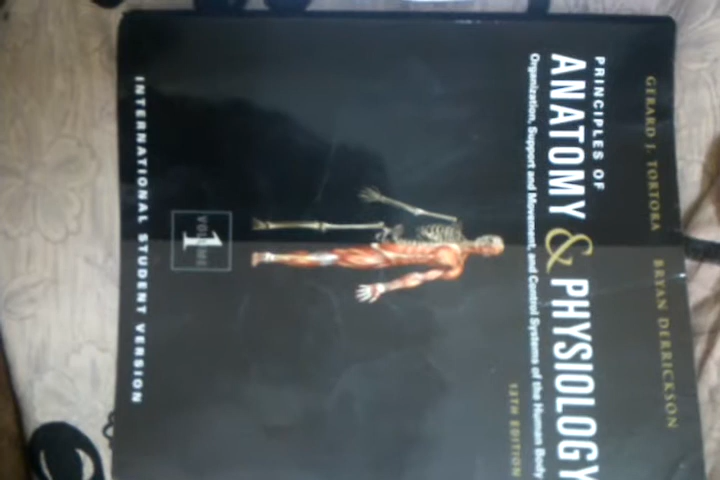 GERARD J. TORTORA BRYAN DERRICKSON
PRINCIPLES OF
ANATOMY & PHYSIOLOGY
Organization, Support and Movement, and Control Systems of the Human Body
13TH EDITION
VOLUME
1
INTERNATIONAL STUDENT VERSION